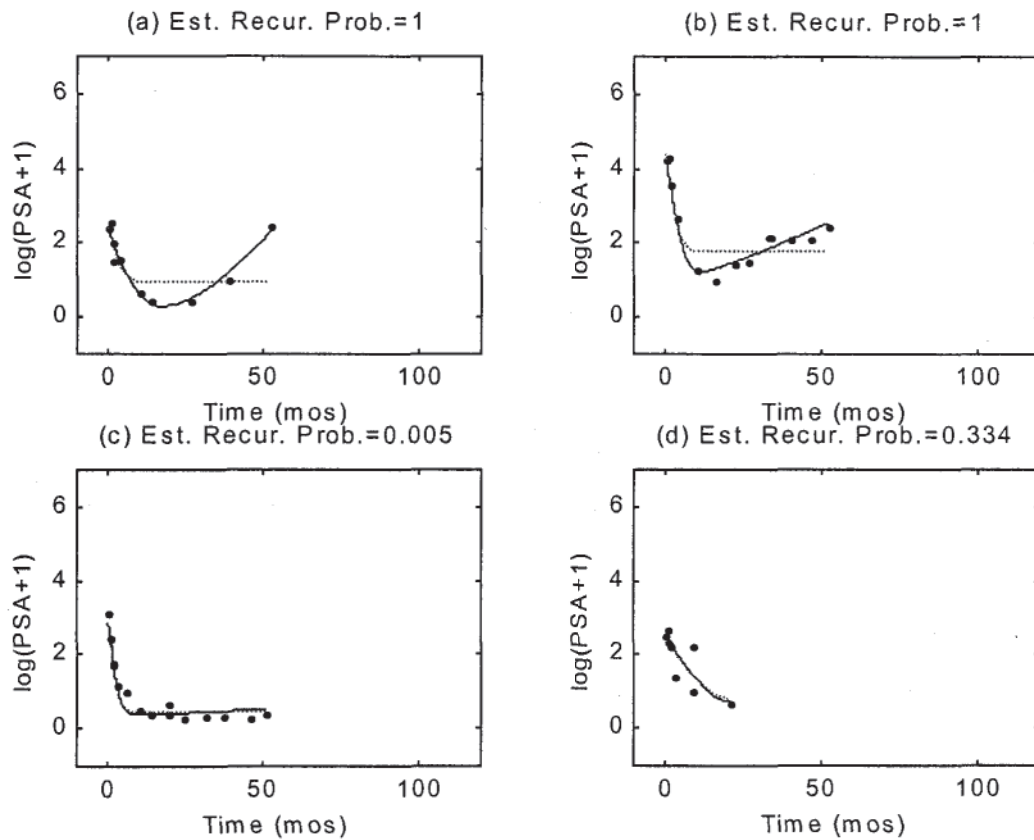 (a) Est. Recur. Prob.=1
6
4
2
0
log(PSA+1)
0 50 100
Time (mos)
(b) Est. Recur. Prob.=1
6
4
2
0
log(PSA+1)
0 50 100
Time (mos)
(c) Est. Recur. Prob.=0.005
6
4
2
0
log(PSA+1)
0 50 100
Time (mos)
(d) Est. Recur. Prob.=0.334
6
4
2
0
log(PSA+1)
0 50 100
Time (mos)